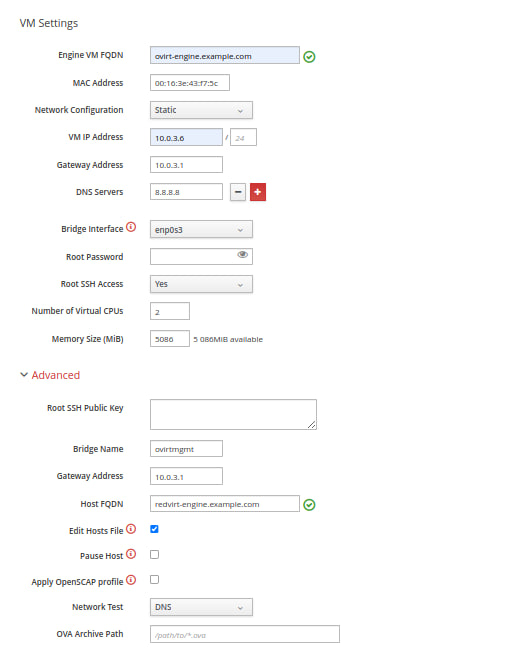 VM Settings
Engine VM FQDN ovirt-engine.example.com
MAC Address 00:16:3e:43:f7:5c
Network Configuration Static
VM IP Address 10.0.3.6 / 24
Gateway Address 10.0.3.1
DNS Servers 8.8.8.8 − +
Bridge Interface enp0s3
Root Password
Root SSH Access Yes
Number of Virtual CPUs 2
Memory Size (MiB) 5086 5 086MiB available
Advanced
Root SSH Public Key
Bridge Name ovirtmgmt
Gateway Address 10.0.3.1
Host FQDN redvirt-engine.example.com
Edit Hosts File
Pause Host
Apply OpenSCAP profile
Network Test DNS
OVA Archive Path /path/to/*.ova